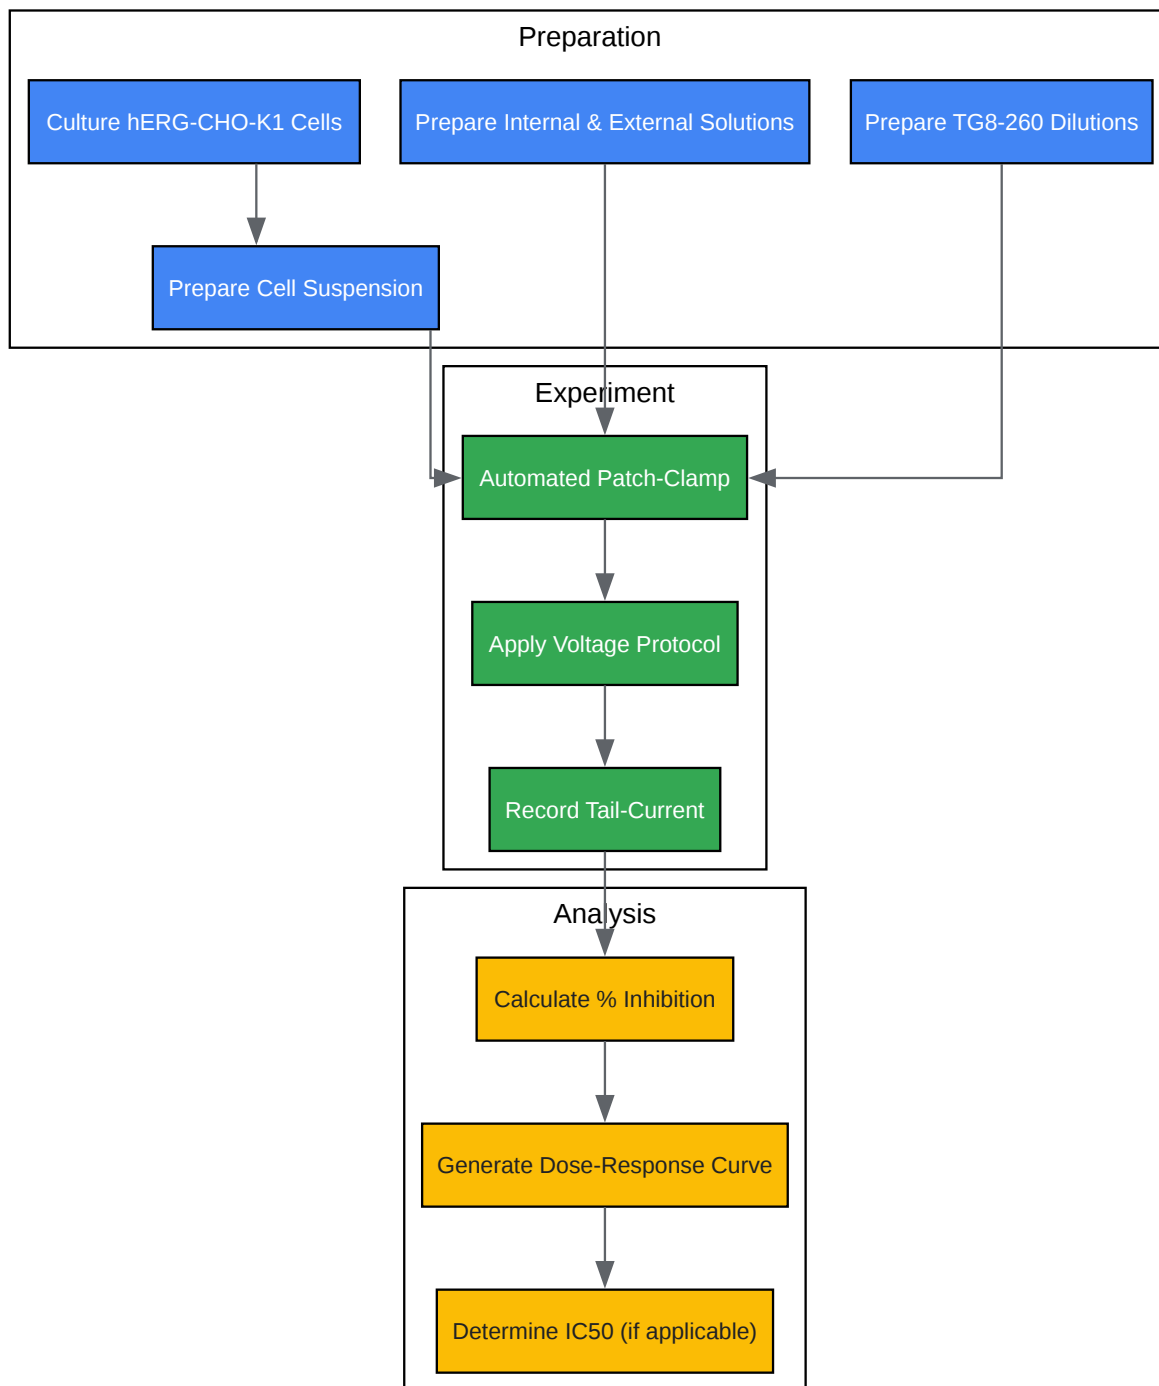 Preparation
Culture hERG-CHO-K1 Cells
Prepare Internal & External Solutions
Prepare TG8-260 Dilutions
Prepare Cell Suspension
Experiment
Automated Patch-Clamp
Apply Voltage Protocol
Record Tail-Current
Analysis
Calculate % Inhibition
Generate Dose-Response Curve
Determine IC50 (if applicable)